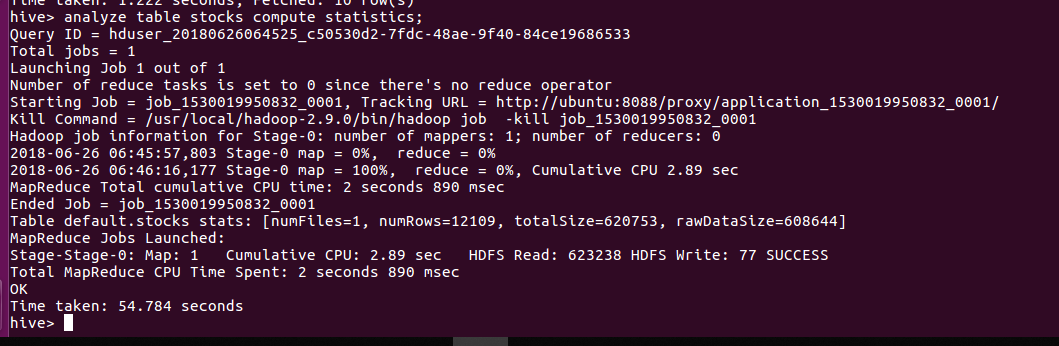 Time taken: 1.222 seconds, Fetched: 10 row(s)
hive> analyze table stocks compute statistics;
Query ID = hduser_20180626064525_c50530d2-7fdc-48ae-9f40-84ce19686533
Total jobs = 1
Launching Job 1 out of 1
Number of reduce tasks is set to 0 since there's no reduce operator
Starting Job = job_1530019950832_0001, Tracking URL = http://ubuntu:8088/proxy/application_1530019950832_0001/
Kill Command = /usr/local/hadoop-2.9.0/bin/hadoop job  -kill job_1530019950832_0001
Hadoop job information for Stage-0: number of mappers: 1; number of reducers: 0
2018-06-26 06:45:57,803 Stage-0 map = 0%,  reduce = 0%
2018-06-26 06:46:16,177 Stage-0 map = 100%,  reduce = 0%, Cumulative CPU 2.89 sec
MapReduce Total cumulative CPU time: 2 seconds 890 msec
Ended Job = job_1530019950832_0001
Table default.stocks stats: [numFiles=1, numRows=12109, totalSize=620753, rawDataSize=608644]
MapReduce Jobs Launched:
Stage-Stage-0: Map: 1   Cumulative CPU: 2.89 sec   HDFS Read: 623238 HDFS Write: 77 SUCCESS
Total MapReduce CPU Time Spent: 2 seconds 890 msec
OK
Time taken: 54.784 seconds
hive>